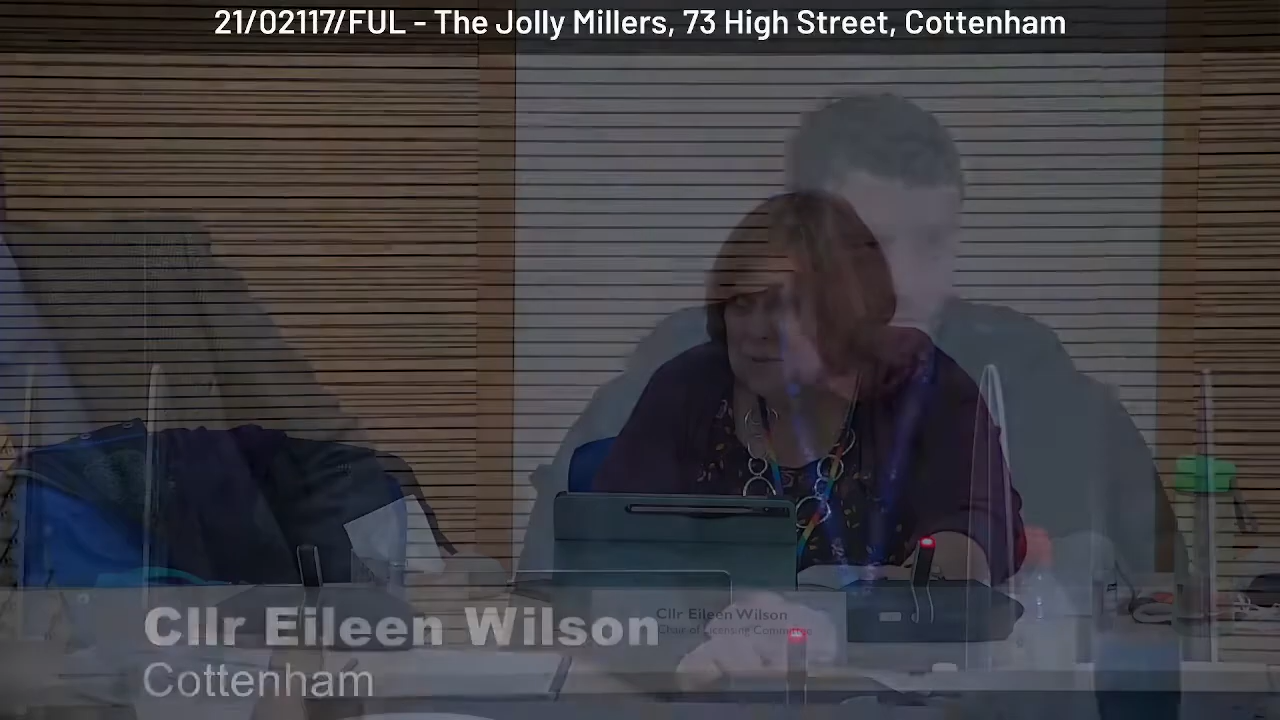 21/02117/FUL - The Jolly Millers, 73 High Street, Cottenham
Cllr Eileen Wilson
Chair of Licensing Committee
Cllr Eileen Wilson
Cottenham